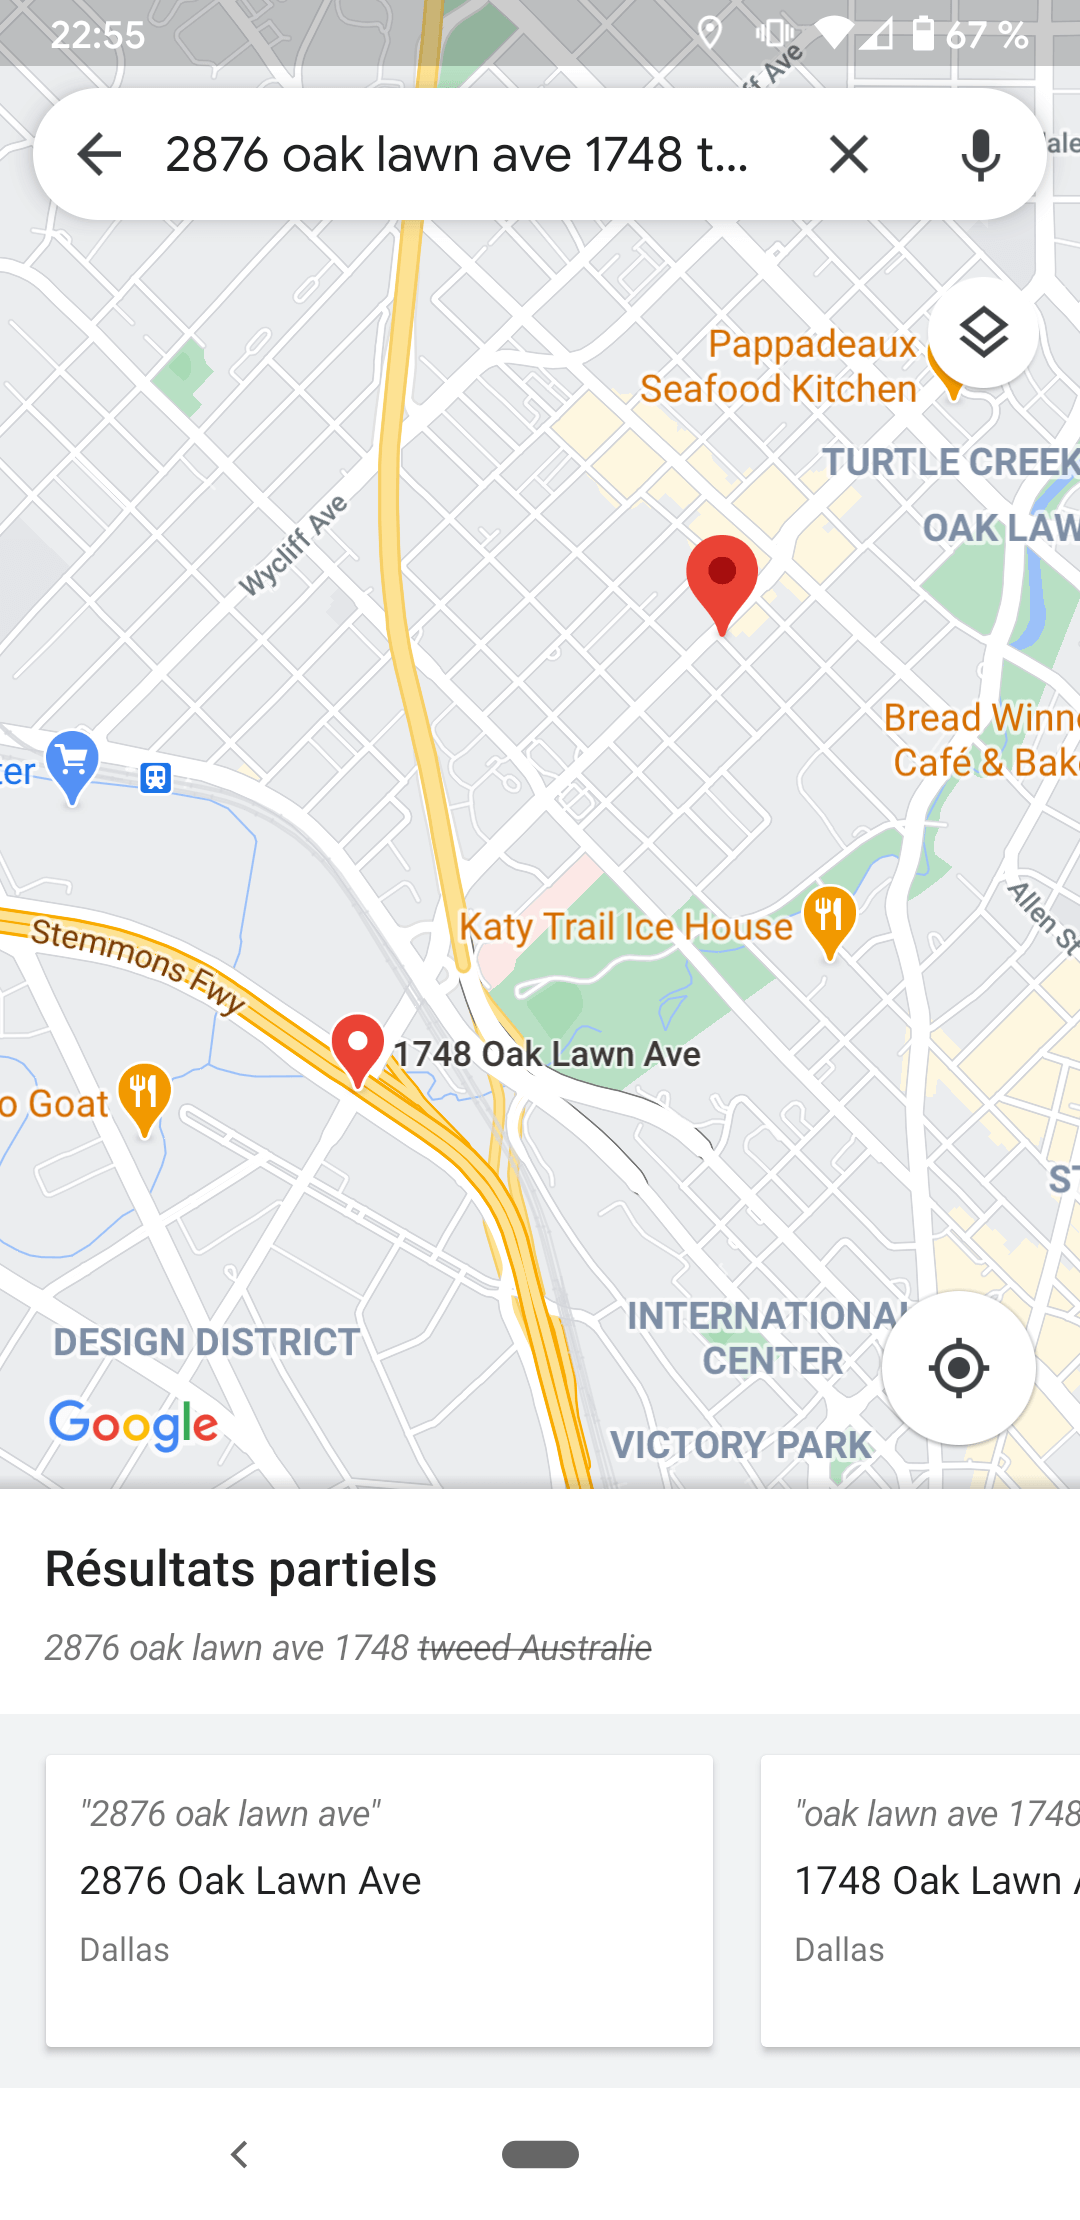 22:55
67 %
ff Ave
2876 oak lawn ave 1748 t...
Pappadeaux
Seafood Kitchen
TURTLE CREEK
OAK LAW
Wycliff Ave
Bread Winne
Café & Bak
ter
Allen St
Katy Trail Ice House
Stemmons Fwy
1748 Oak Lawn Ave
o Goat
ST
INTERNATIONAL
CENTER
DESIGN DISTRICT
Google
VICTORY PARK
Résultats partiels
2876 oak lawn ave 1748 tweed Australie
"2876 oak lawn ave"
2876 Oak Lawn Ave
Dallas
"oak lawn ave 1748
1748 Oak Lawn A
Dallas